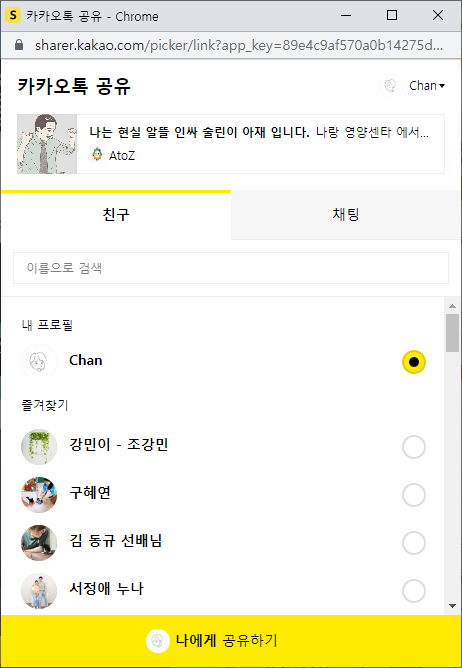 카카오톡 공유 - Chrome
sharer.kakao.com/picker/link?app_key=89e4c9af570a0b14275d...
카카오톡 공유
Chan
나는 현실 알뜰 인싸 술린이 아재 입니다. 나랑 영양센타 에서...
AtoZ
친구 채팅
이름으로 검색
내 프로필
Chan
즐겨찾기
강민이 - 조강민
구혜연
김 동규 선배님
서정애 누나
나에게 공유하기